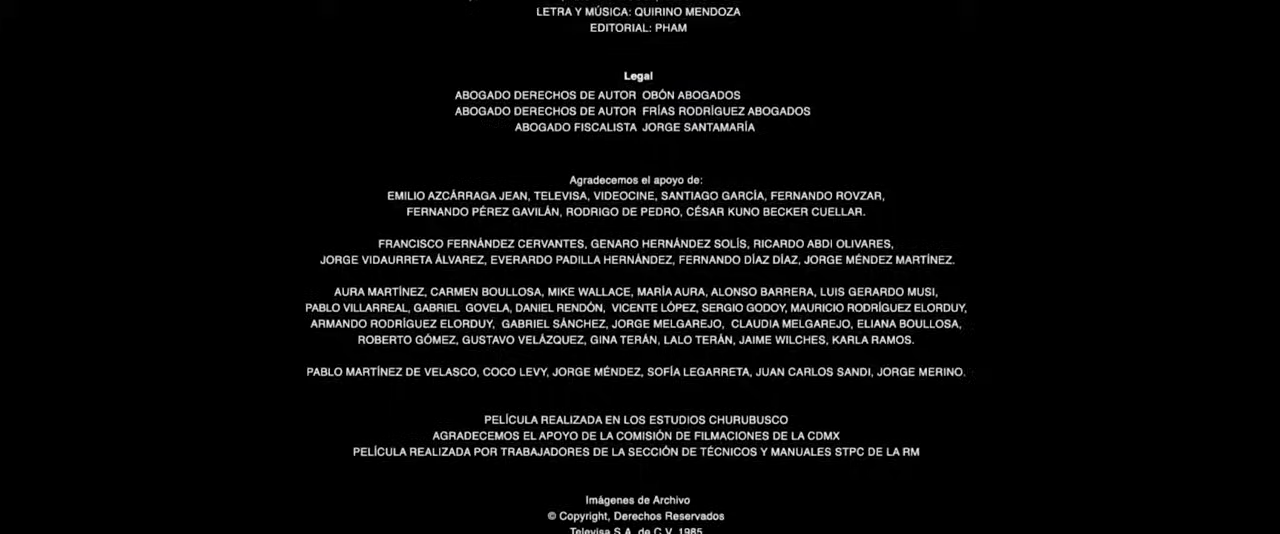 LETRA Y MÚSICA: QUIRINO MENDOZA
EDITORIAL: PHAM
Legal
ABOGADO DERECHOS DE AUTOR OBÓN ABOGADOS
ABOGADO DERECHOS DE AUTOR FRÍAS RODRÍGUEZ ABOGADOS
ABOGADO FISCALISTA JORGE SANTAMARÍA
Agradecemos el apoyo de:
EMILIO AZCÁRRAGA JEAN, TELEVISA, VIDEOCINE, SANTIAGO GARCÍA, FERNANDO ROVZAR,
FERNANDO PÉREZ GAVILÁN, RODRIGO DE PEDRO, CÉSAR KUNO BECKER CUELLAR.
FRANCISCO FERNÁNDEZ CERVANTES, GENARO HERNÁNDEZ SOLÍS, RICARDO ABDI OLIVARES,
JORGE VIDAURRETA ÁLVAREZ, EVERARDO PADILLA HERNÁNDEZ, FERNANDO DÍAZ DÍAZ, JORGE MÉNDEZ MARTÍNEZ.
AURA MARTÍNEZ, CARMEN BOULLOSA, MIKE WALLACE, MARÍA AURA, ALONSO BARRERA, LUIS GERARDO MUSI,
PABLO VILLARREAL, GABRIEL GOVELA, DANIEL RENDÓN, VICENTE LÓPEZ, SERGIO GODOY, MAURICIO RODRÍGUEZ ELORDUY,
ARMANDO RODRÍGUEZ ELORDUY, GABRIEL SÁNCHEZ, JORGE MELGAREJO, CLAUDIA MELGAREJO, ELIANA BOULLOSA,
ROBERTO GÓMEZ, GUSTAVO VELÁZQUEZ, GINA TERÁN, LALO TERÁN, JAIME WILCHES, KARLA RAMOS.
PABLO MARTÍNEZ DE VELASCO, COCO LEVY, JORGE MÉNDEZ, SOFÍA LEGARRETA, JUAN CARLOS SANDI, JORGE MERINO.
PELÍCULA REALIZADA EN LOS ESTUDIOS CHURUBUSCO
AGRADECEMOS EL APOYO DE LA COMISIÓN DE FILMACIONES DE LA CDMX
PELÍCULA REALIZADA POR TRABAJADORES DE LA SECCIÓN DE TÉCNICOS Y MANUALES STPC DE LA RM
Imágenes de Archivo
© Copyright, Derechos Reservados
Televisa S.A. de C.V. 1985